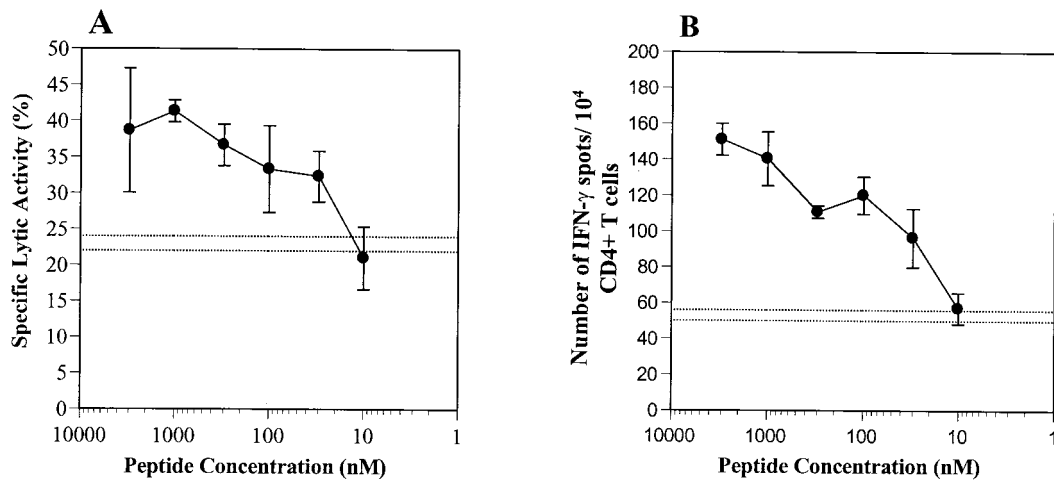 A
Specific Lytic Activity (%)
50
45
40
35
30
25
20
15
10
5
0
10000 1000 100 10 1
Peptide Concentration (nM)
B
Number of IFN-γ spots/ 10⁴
CD4+ T cells
200
180
160
140
120
100
80
60
40
20
0
10000 1000 100 10 1
Peptide Concentration (nM)